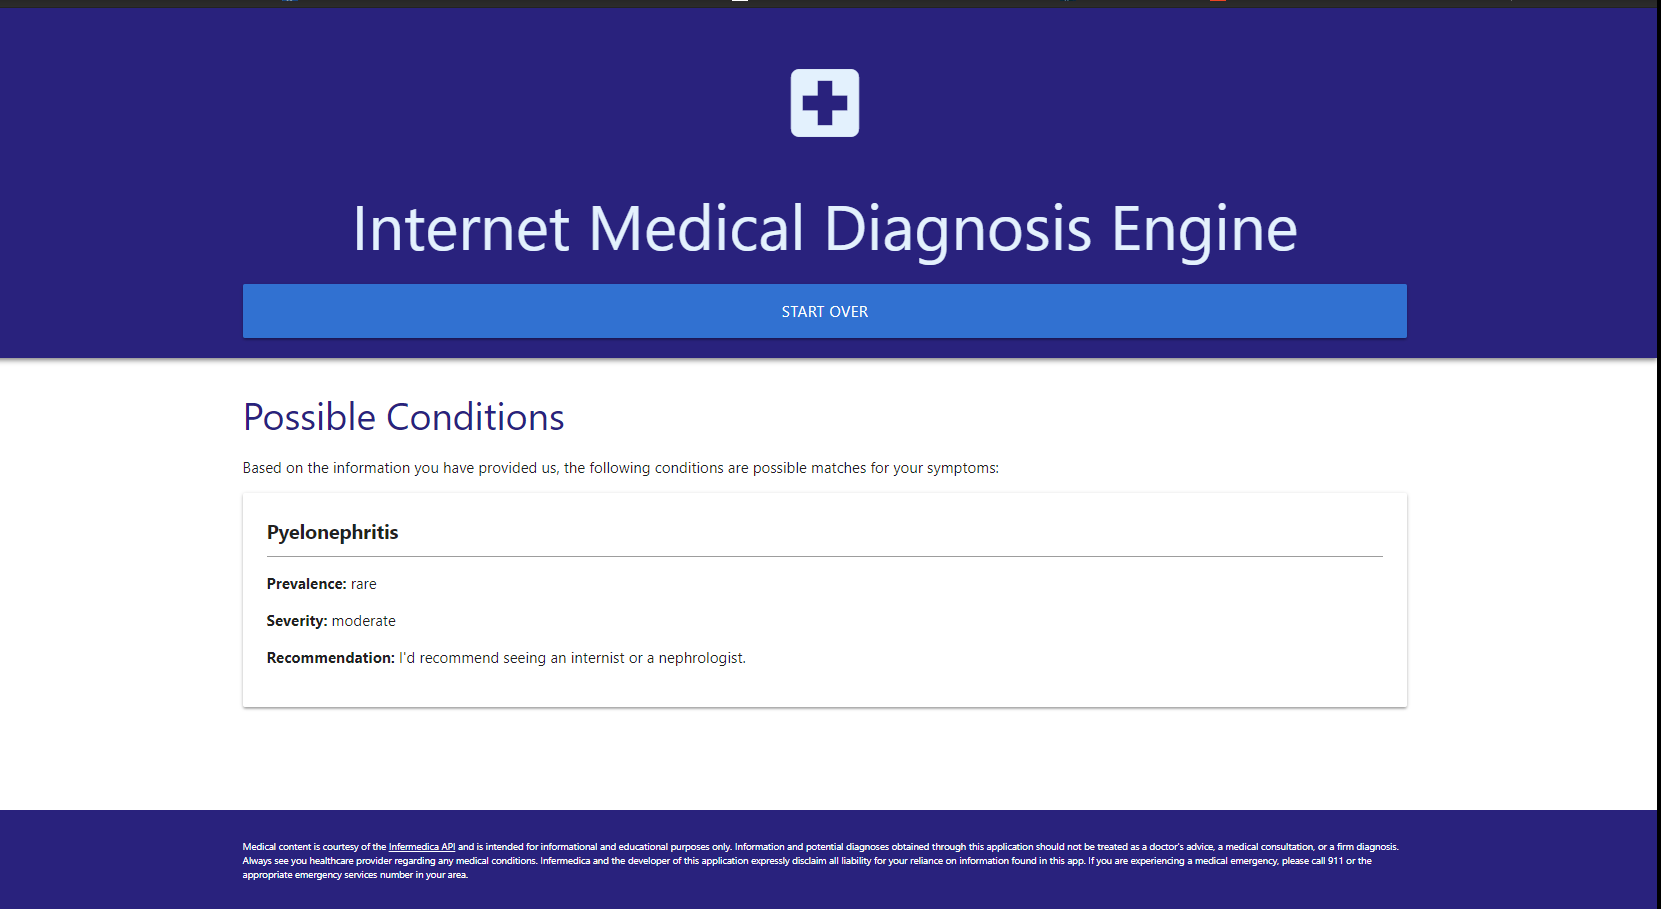 Internet Medical Diagnosis Engine
START OVER
Possible Conditions
Based on the information you have provided us, the following conditions are possible matches for your symptoms:
Pyelonephritis
Prevalence: rare
Severity: moderate
Recommendation: I'd recommend seeing an internist or a nephrologist.
Medical content is courtesy of the Infermedica API and is intended for informational and educational purposes only. Information and potential diagnoses obtained through this application should not be treated as a doctor's advice, a medical consultation, or a firm diagnosis.
Always see you healthcare provider regarding any medical conditions. Infermedica and the developer of this application expressly disclaim all liability for your reliance on information found in this app. If you are experiencing a medical emergency, please call 911 or the
appropriate emergency services number in your area.